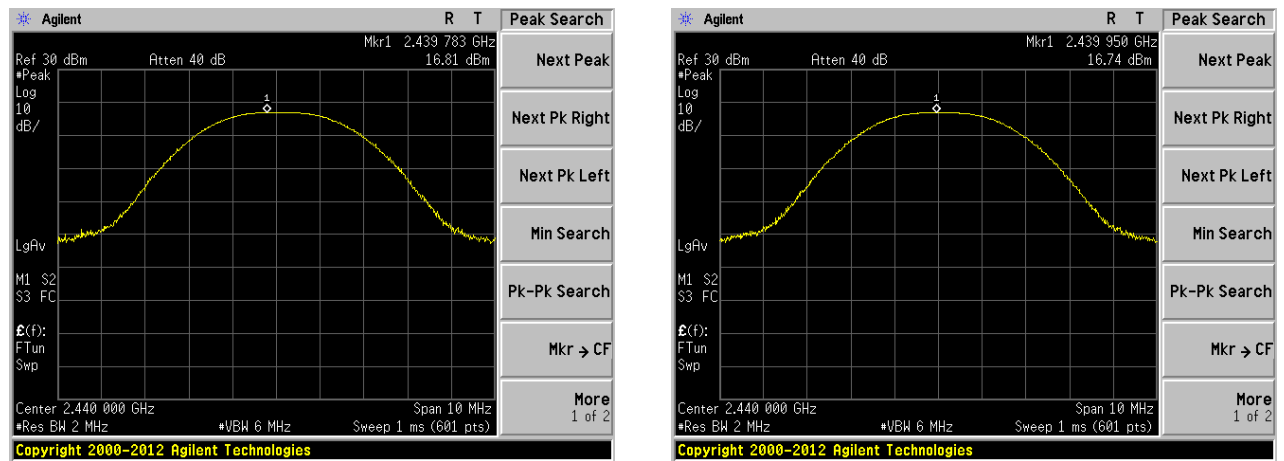 Agilent R T Peak Search
Mkr1 2.439 783 GHz
Ref 30 dBm Atten 40 dB 16.81 dBm
#Peak
Log
10
dB/
1
LgAv
M1 S2
S3 FC
£(f):
FTun
Swp
Center 2.440 000 GHz Span 10 MHz
#Res BW 2 MHz #VBW 6 MHz Sweep 1 ms (601 pts)
Copyright 2000-2012 Agilent Technologies
Next Peak
Next Pk Right
Next Pk Left
Min Search
Pk-Pk Search
Mkr → CF
More
1 of 2
Agilent R T Peak Search
Mkr1 2.439 950 GHz
Ref 30 dBm Atten 40 dB 16.74 dBm
#Peak
Log
10
dB/
1
LgAv
M1 S2
S3 FC
£(f):
FTun
Swp
Center 2.440 000 GHz Span 10 MHz
#Res BW 2 MHz #VBW 6 MHz Sweep 1 ms (601 pts)
Copyright 2000-2012 Agilent Technologies
Next Peak
Next Pk Right
Next Pk Left
Min Search
Pk-Pk Search
Mkr → CF
More
1 of 2